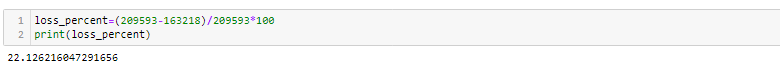 1 loss_percent=(209593-163218)/209593*100
2 print(loss_percent)
22.126216047291656